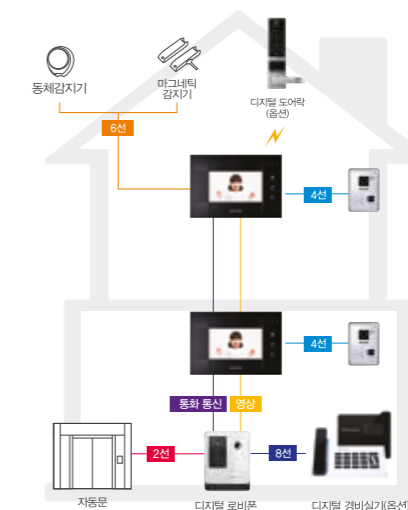 동체감지기
마그네틱
감지기
디지털 도어락
(옵션)
6선
4선
4선
통화 통신
영상
2선
8선
자동문
디지털 로비폰
디지털 경비실기(옵션)